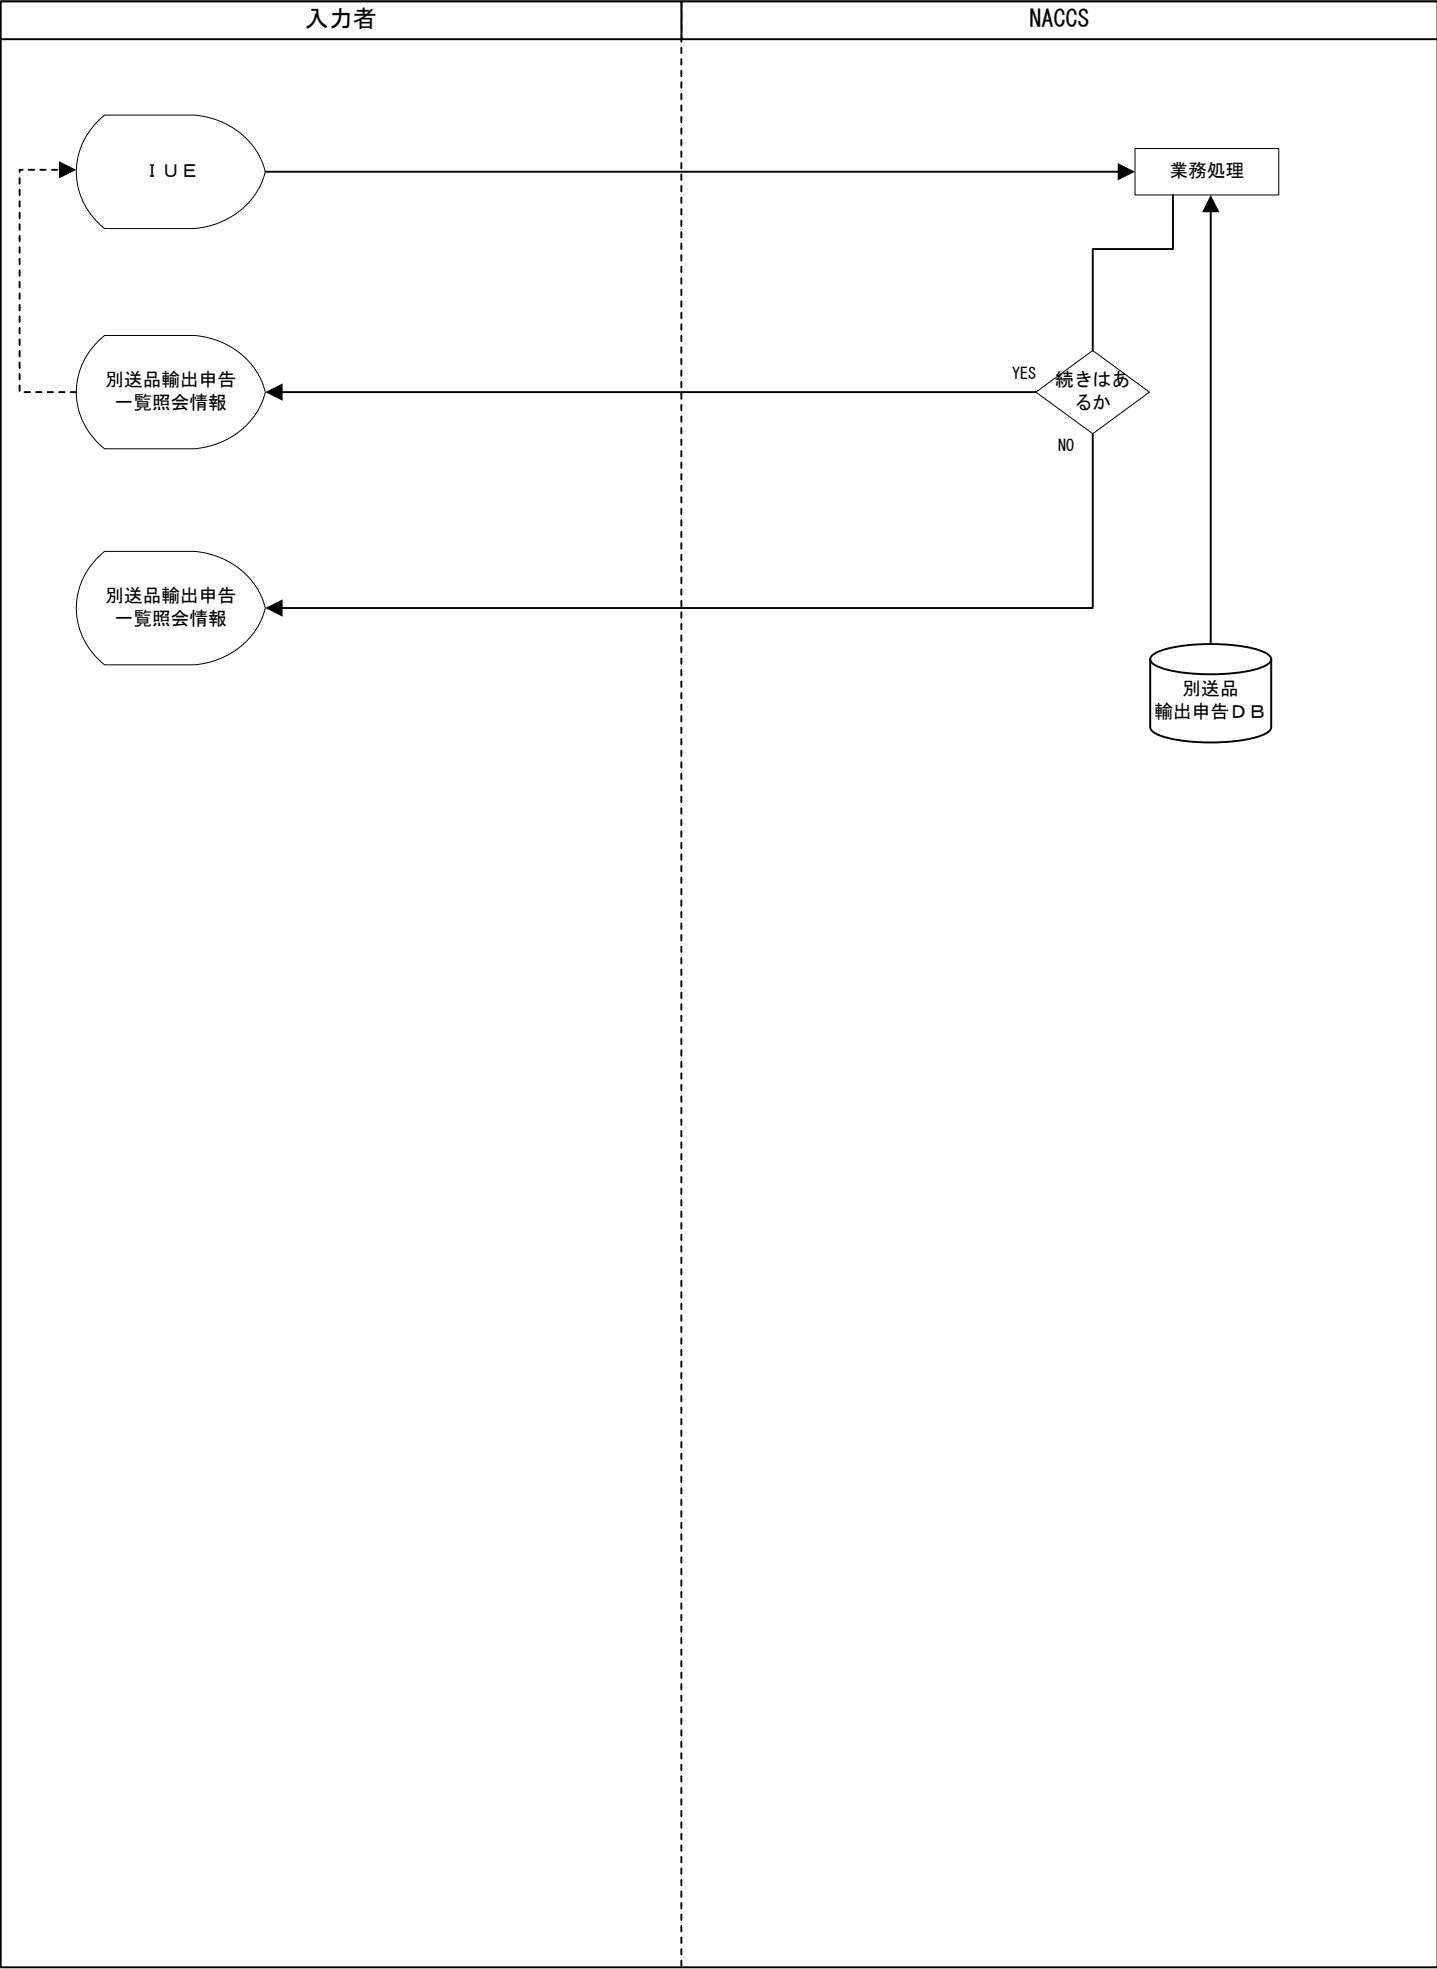 入力者
NACCS
ＩＵＥ
業務処理
別送品輸出申告
一覧照会情報
YES
続きはあ
るか
NO
別送品輸出申告
一覧照会情報
別送品
輸出申告ＤＢ